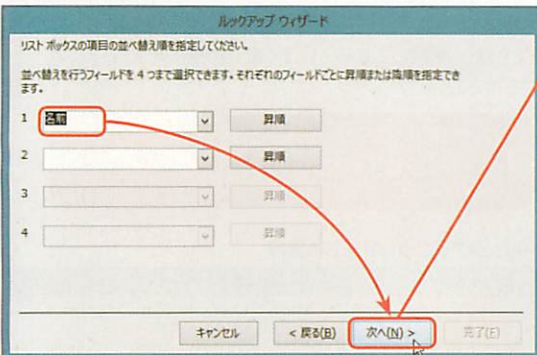 ルックアップ ウィザード
リスト ボックスの項目の並べ替え順を指定してください。
並べ替えを行うフィールドを 4 つまで選択できます。それぞれのフィールドごとに昇順または降順を指定でき
ます。
1 名前 昇順
2 昇順
3 昇順
4 昇順
キャンセル < 戻る(B) 次へ(N) > 完了(F)